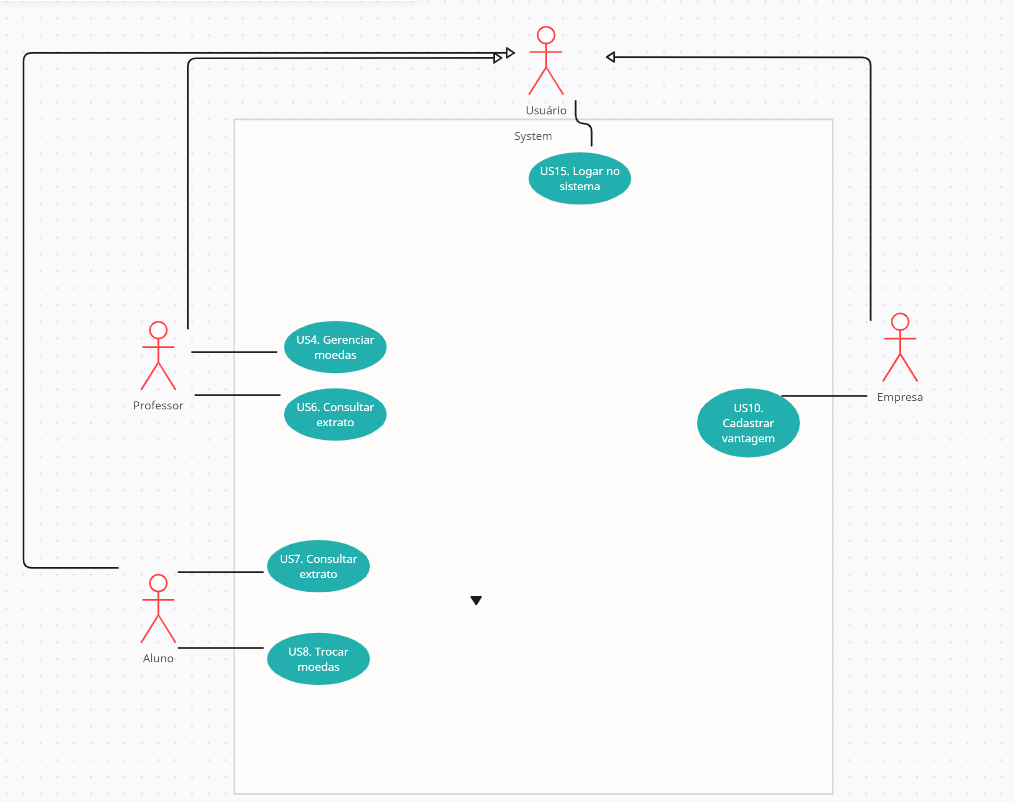 Usuário
System
US15. Logar no
sistema
US4. Gerenciar
moedas
Professor
US6. Consultar
extrato
Empresa
US10.
Cadastrar
vantagem
US7. Consultar
extrato
Aluno
US8. Trocar
moedas